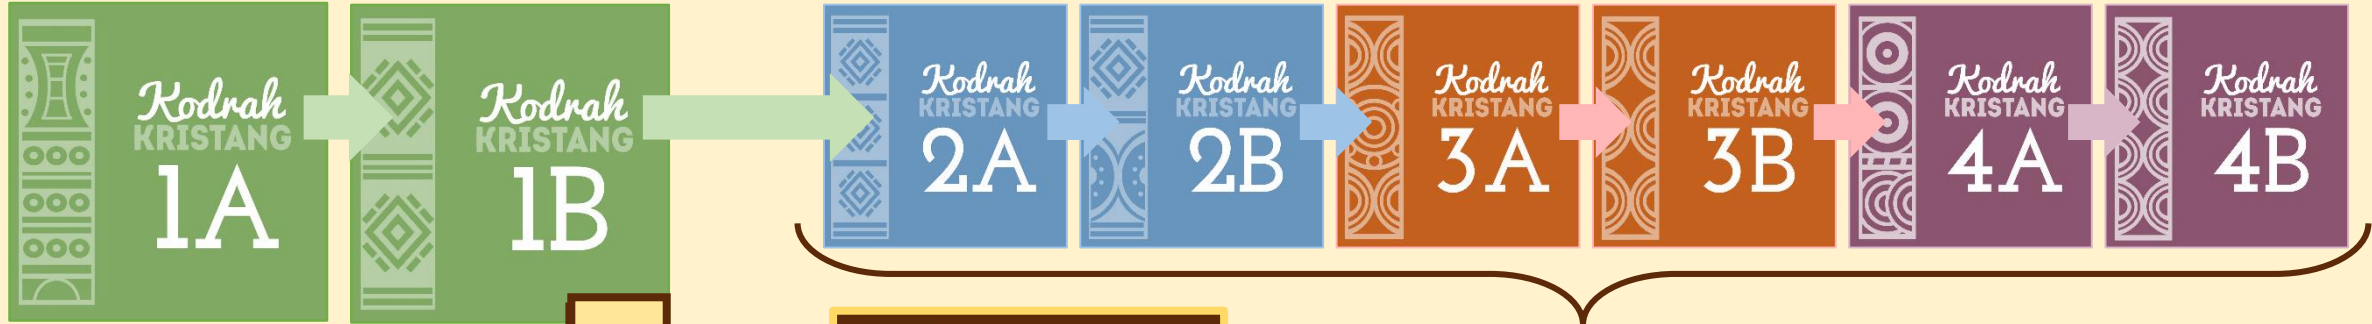 Kodrah
KRISTANG
1A
Kodrah
KRISTANG
1B
Kodrah
KRISTANG
2A
Kodrah
KRISTANG
2B
Kodrah
KRISTANG
3A
Kodrah
KRISTANG
3B
Kodrah
KRISTANG
4A
Kodrah
KRISTANG
4B